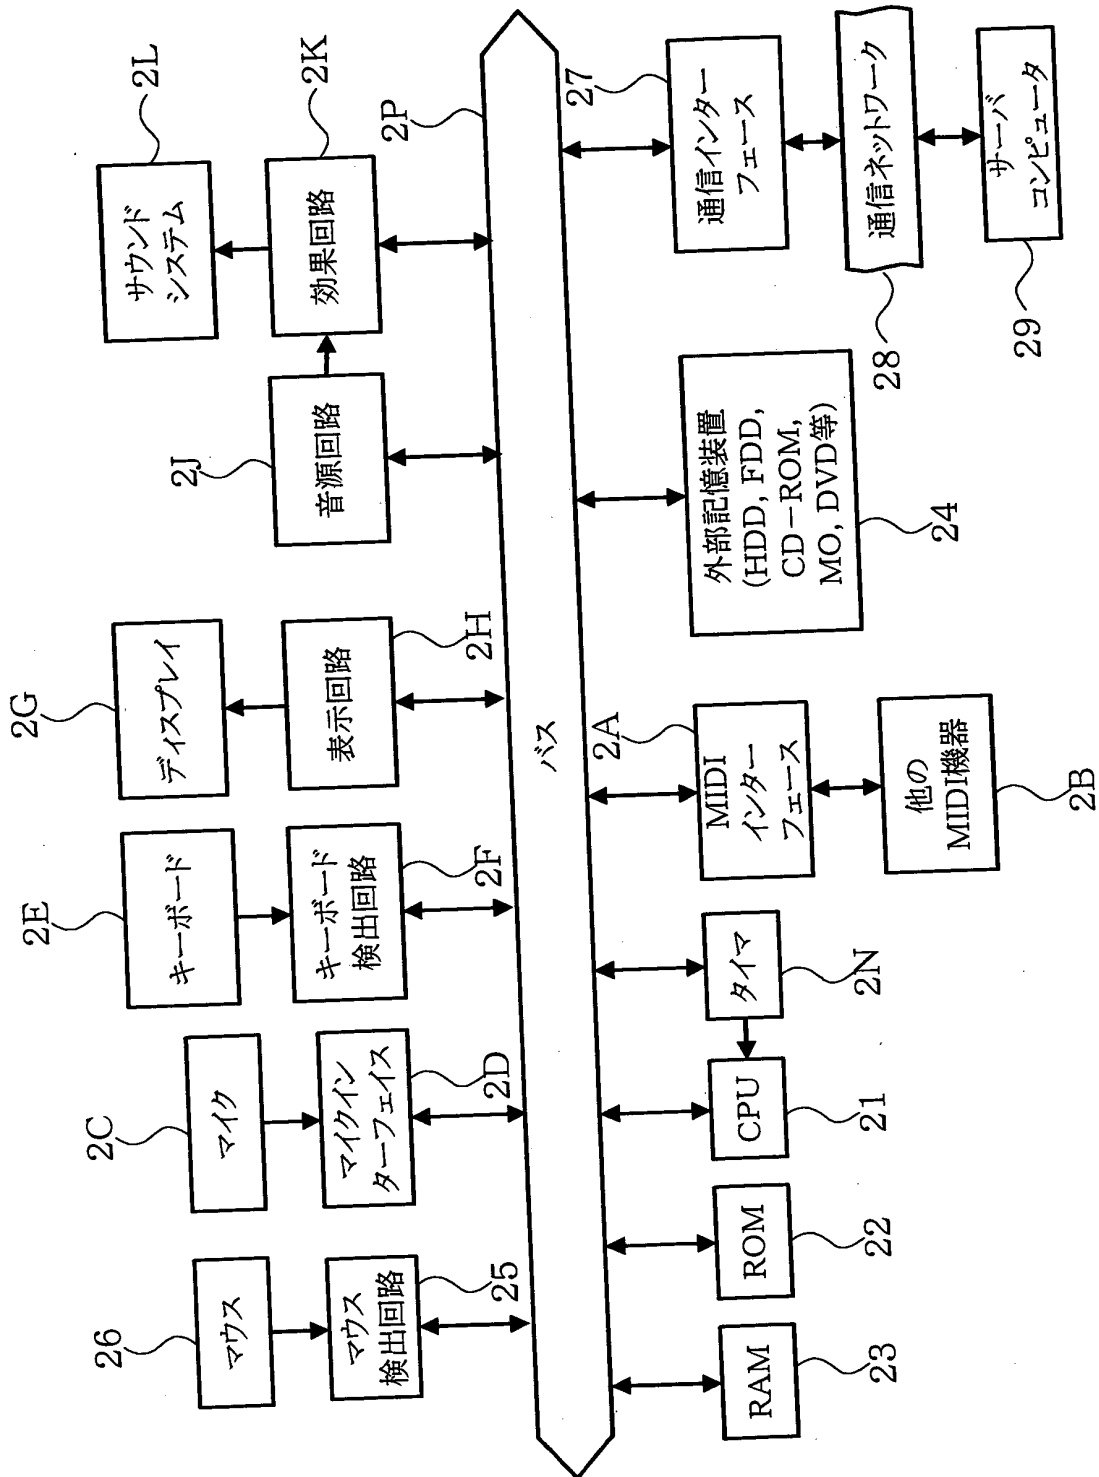 26
マウス
マウス
検出回路
25
2C
マイク
マイクイン
ターフェイス
2D
2E
キーボード
キーボード
検出回路
2F
2G
ディスプレイ
表示回路
2H
2J
音源回路
サウンド
システム
2L
効果回路
2K
2P
バス
RAM
23
ROM
22
CPU
21
タイマ
2N
2A
MIDI
インター
フェース
他の
MIDI機器
2B
外部記憶装置
(HDD, FDD,
CD－ROM,
MO, DVD等)
24
27
通信インター
フェース
通信ネットワーク
28
サーバ
コンピュータ
29